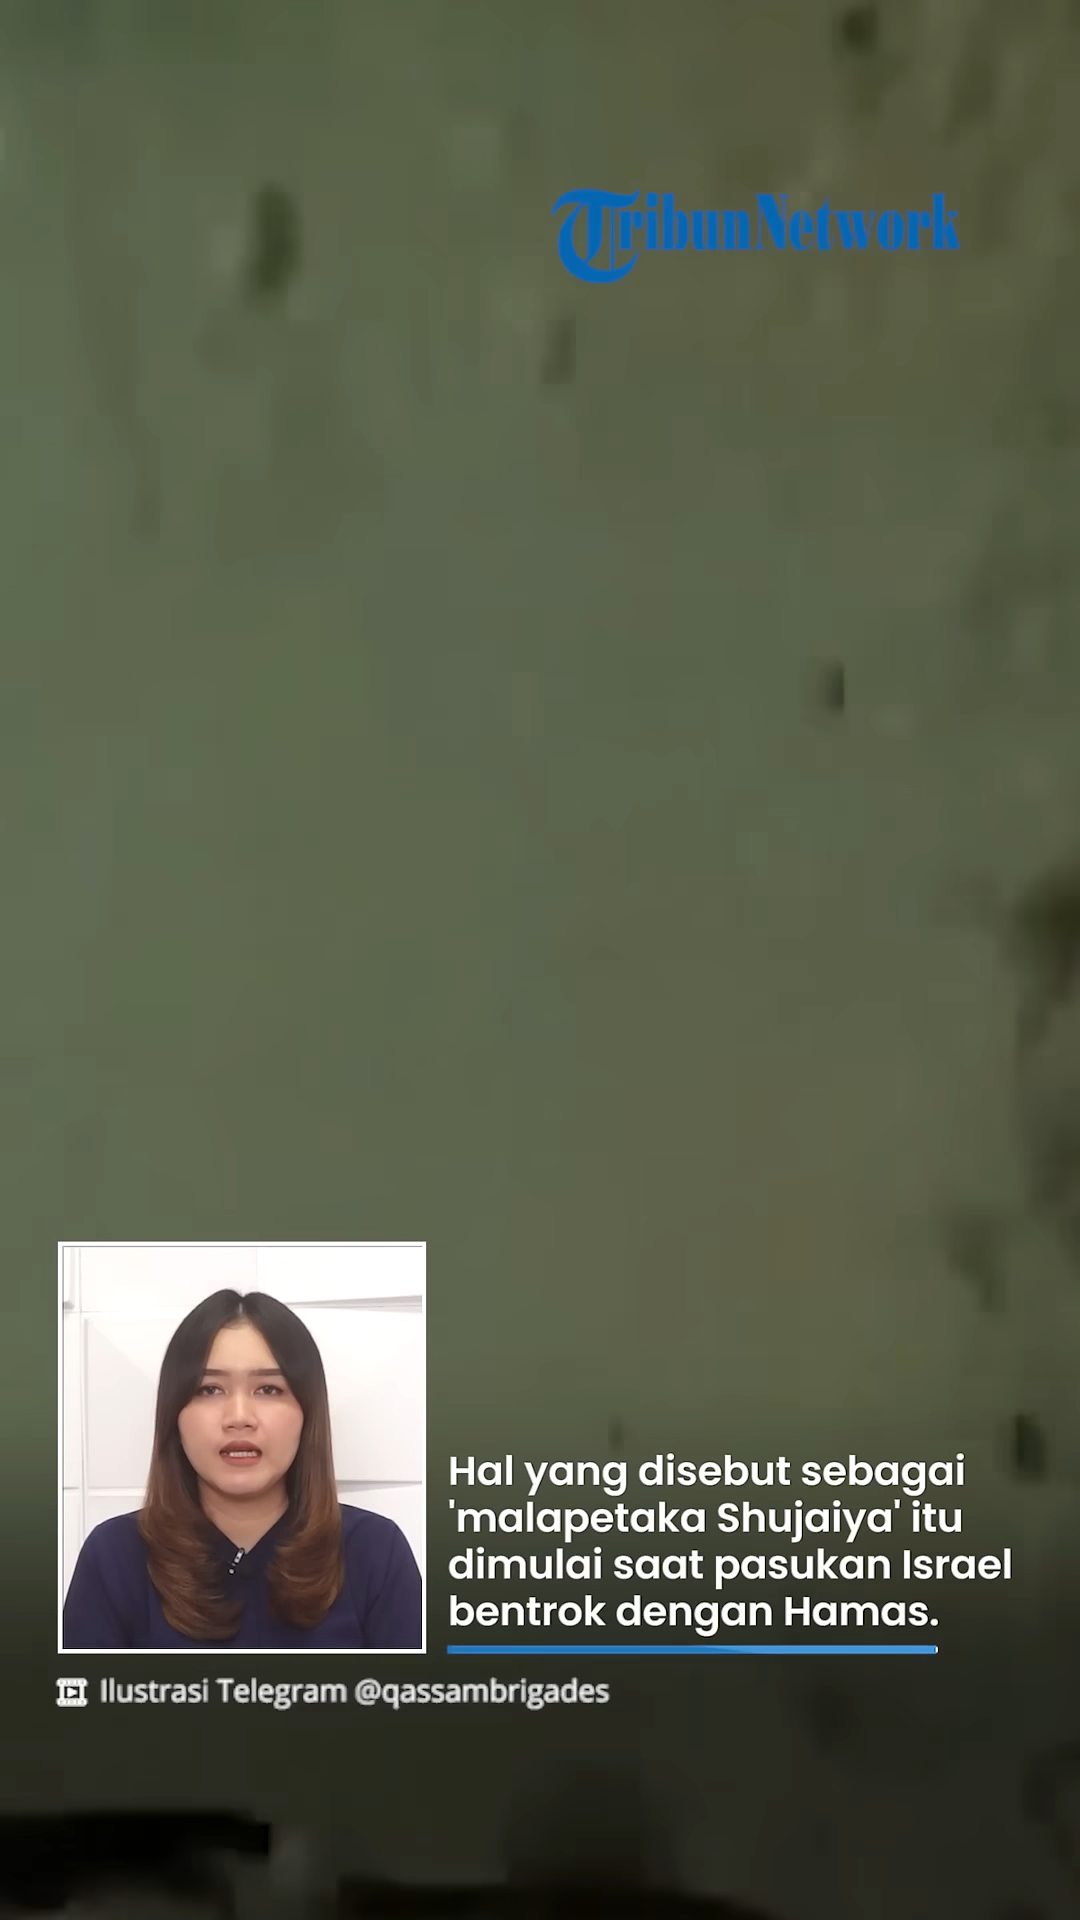 TribunNetwork
Hal yang disebut sebagai
'malapetaka Shujaiya' itu
dimulai saat pasukan Israel
bentrok dengan Hamas.
Ilustrasi Telegram @qassambrigades